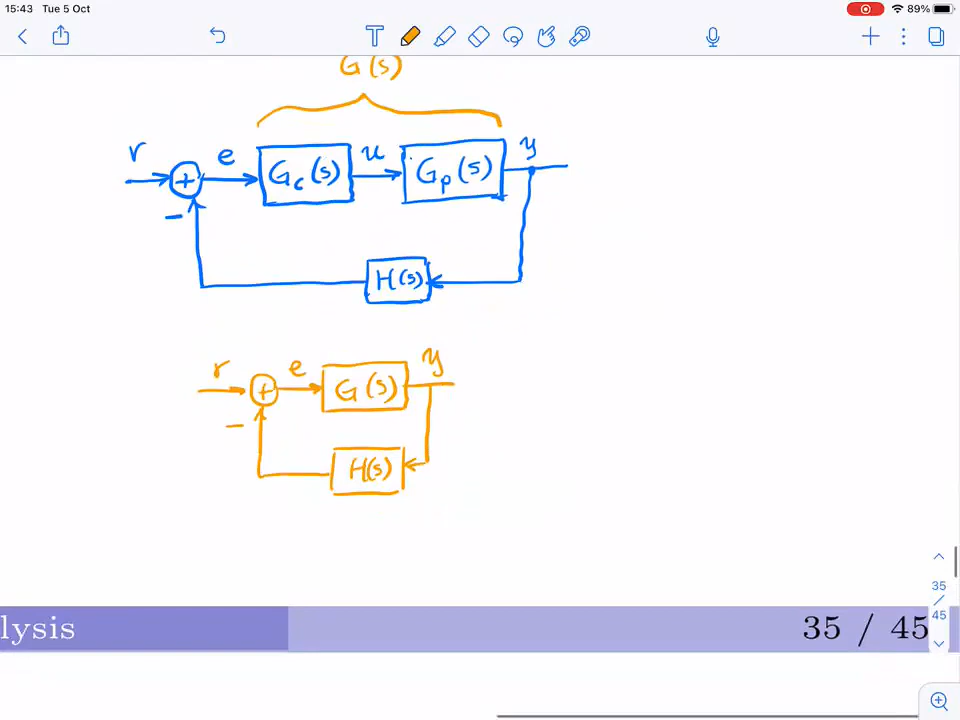 15:43 Tue 5 Oct 89%
G(s)
r e Gc(s) u Gp(s) y
+
−
H(s)
r e G(s) y
+
−
H(s)
35
/
45
lysis 35 / 45